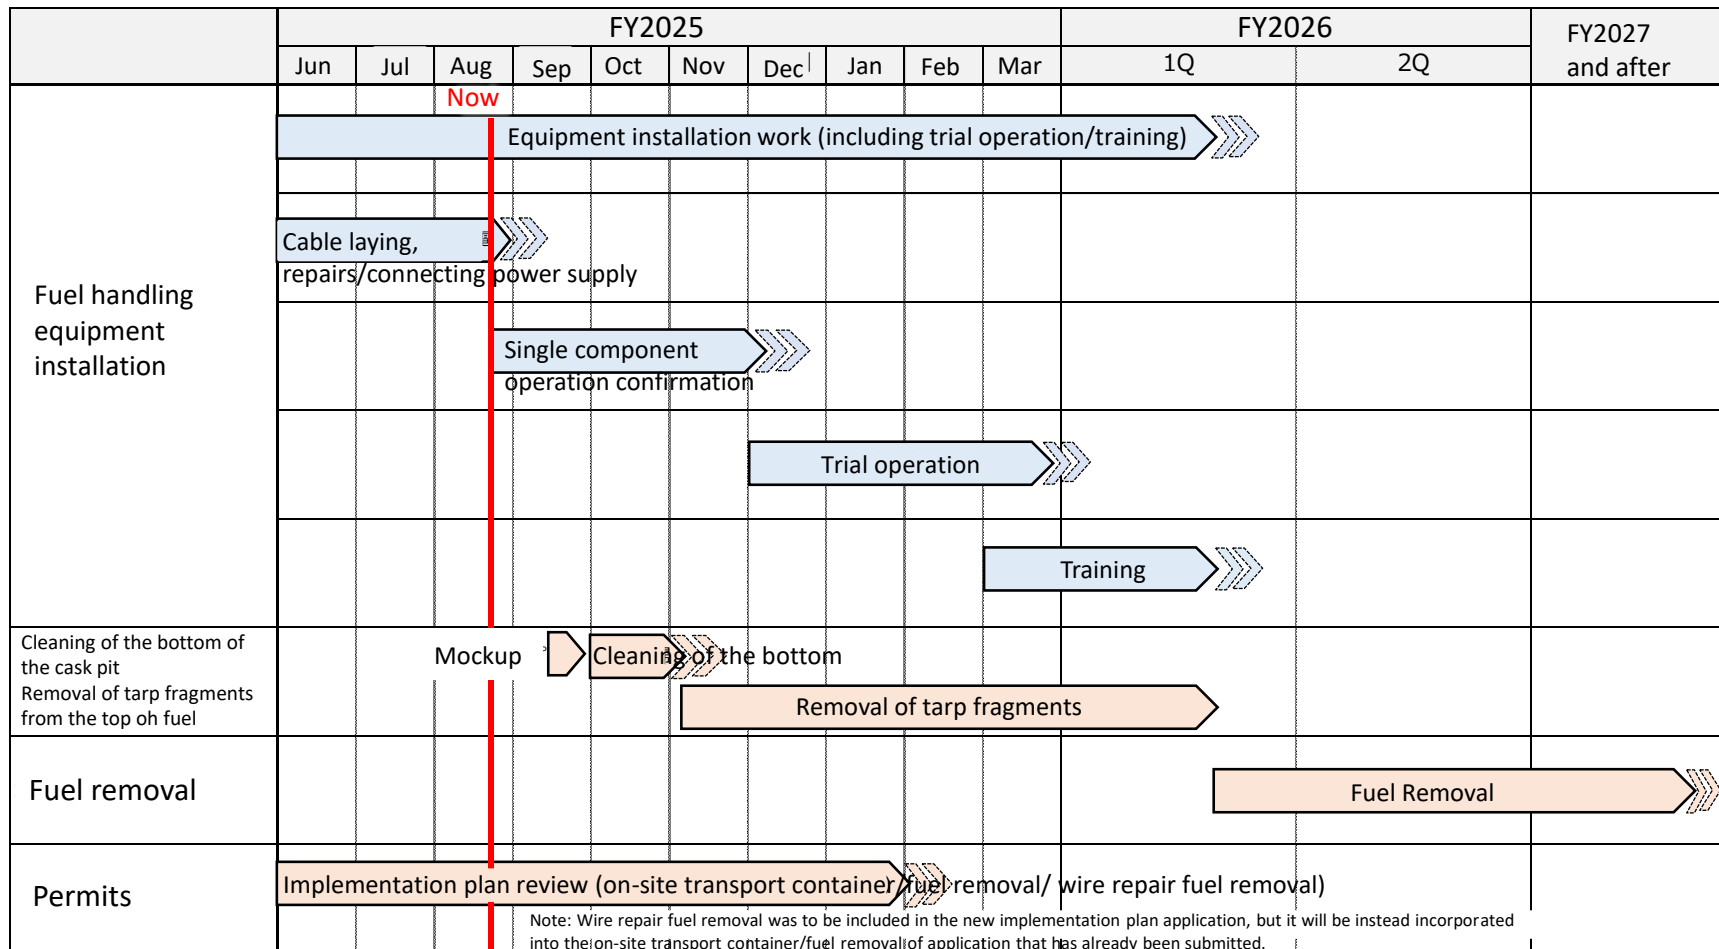 FY2025
FY2026
FY2027
and after
Jun
Jul
Aug
Sep
Oct
Nov
Dec
Jan
Feb
Mar
1Q
2Q
Now
Fuel handling
equipment
installation
Equipment installation work (including trial operation/training)
Cable laying,
repairs/connecting power supply
Single component
operation confirmation
Trial operation
Training
Cleaning of the bottom of
the cask pit
Removal of tarp fragments
from the top oh fuel
Mockup
Cleaning of the bottom
Removal of tarp fragments
Fuel removal
Fuel Removal
Permits
Implementation plan review (on-site transport container/fuel removal/ wire repair fuel removal)
Note: Wire repair fuel removal was to be included in the new implementation plan application, but it will be instead incorporated
into the on-site transport container/fuel removal of application that has already been submitted.